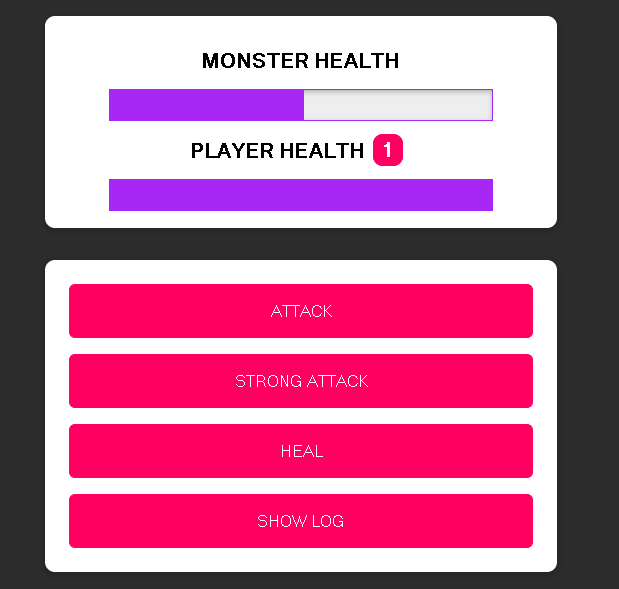 MONSTER HEALTH
PLAYER HEALTH 1
ATTACK
STRONG ATTACK
HEAL
SHOW LOG